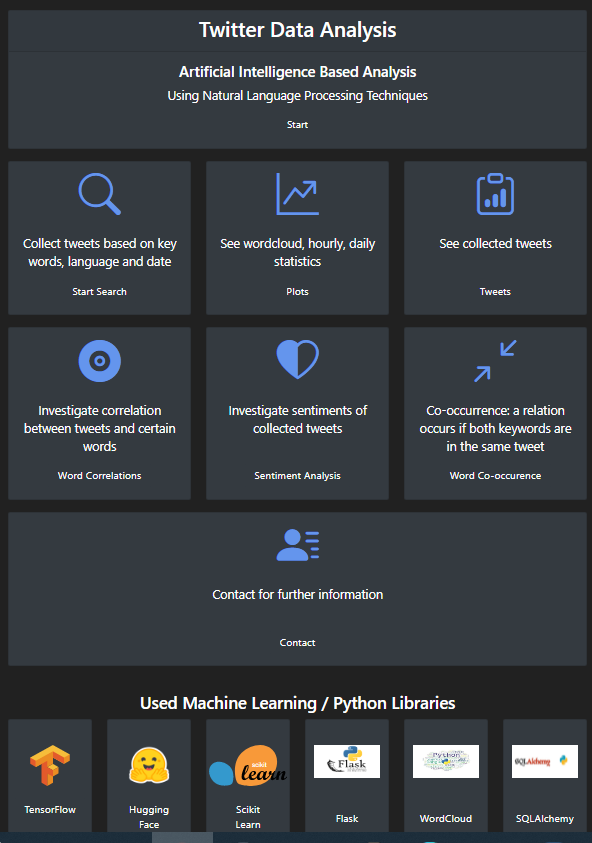 Twitter Data Analysis
Artificial Intelligence Based Analysis
Using Natural Language Processing Techniques
Start
Collect tweets based on key
words, language and date
Start Search
See wordcloud, hourly, daily
statistics
Plots
See collected tweets
Tweets
Investigate correlation
between tweets and certain
words
Word Correlations
Investigate sentiments of
collected tweets
Sentiment Analysis
Co-occurrence: a relation
occurs if both keywords are
in the same tweet
Word Co-occurence
Contact for further information
Contact
Used Machine Learning / Python Libraries
TensorFlow
Hugging
Face
scikit
learn
Scikit
Learn
Flask
Flask
Python
WordCloud
SQLAlchemy
SQLAlchemy